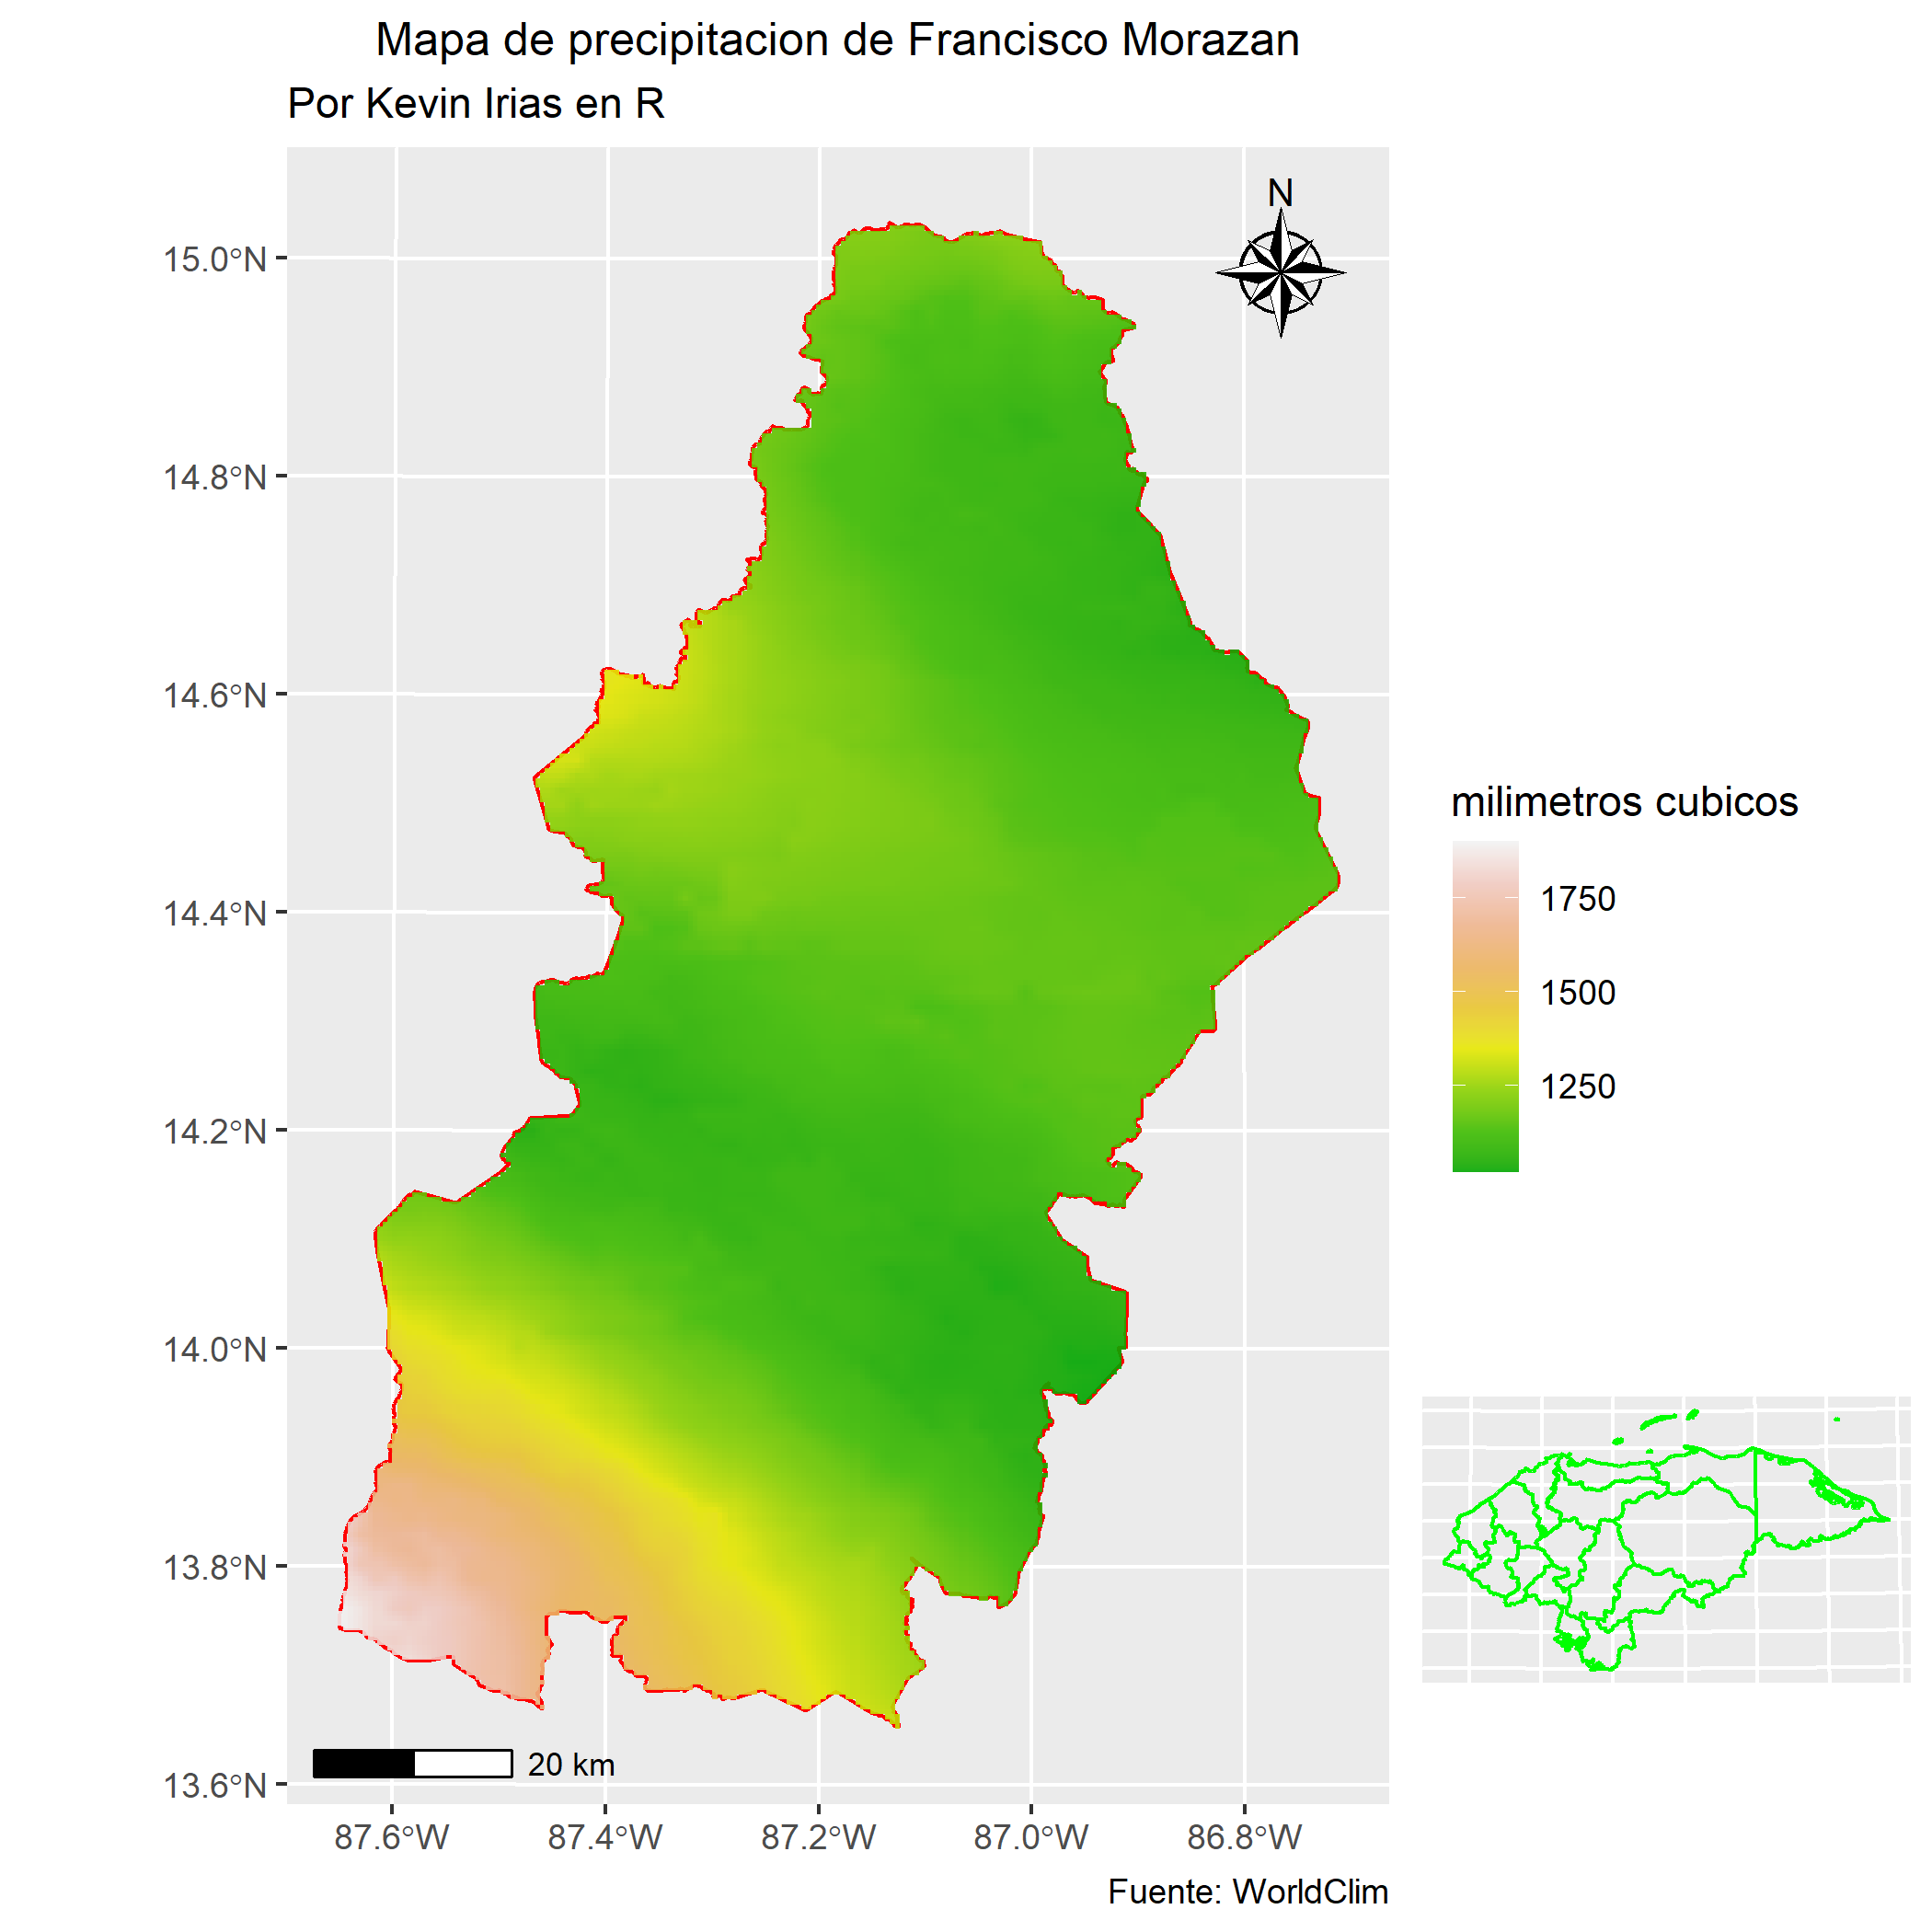 Mapa de precipitacion de Francisco Morazan
Por Kevin Irias en R
N
15.0°N
14.8°N
14.6°N
14.4°N
14.2°N
14.0°N
13.8°N
13.6°N
20 km
87.6°W
87.4°W
87.2°W
87.0°W
86.8°W
milimetros cubicos
1750
1500
1250
Fuente: WorldClim